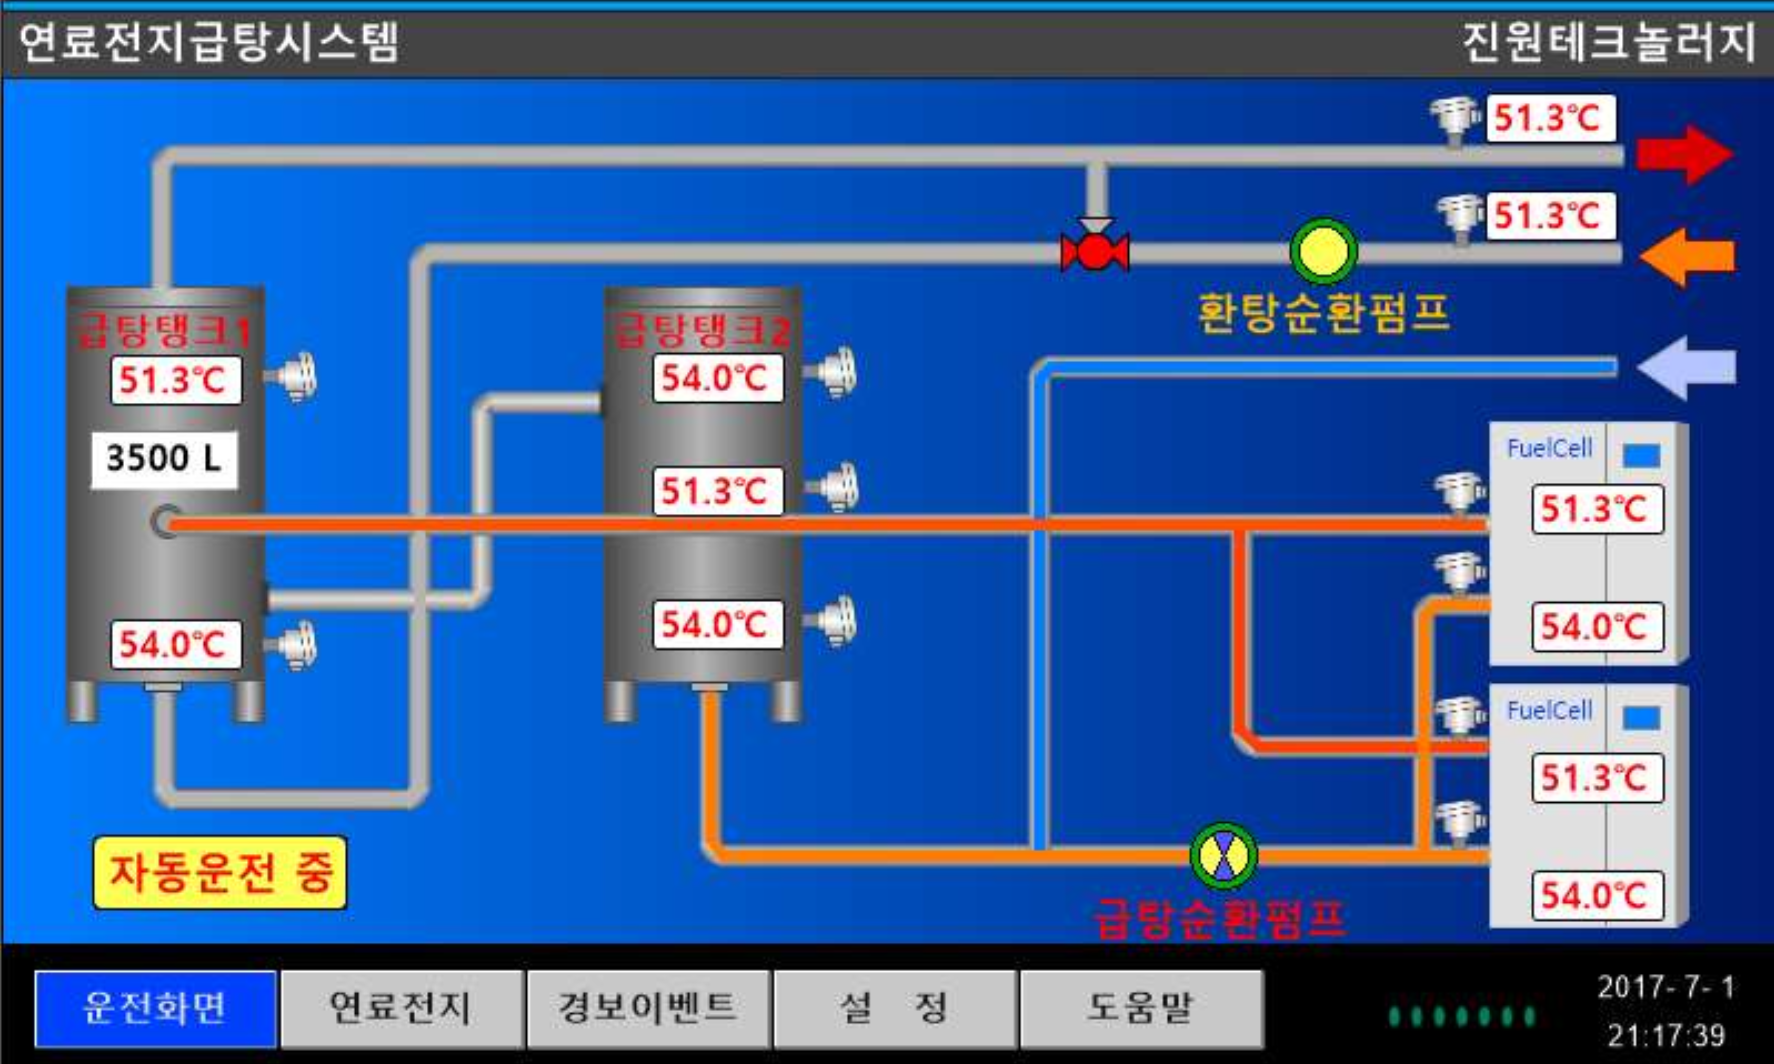 연료전지급탕시스템
진원테크놀러지
51.3℃
51.3℃
환탕순환펌프
급탕탱크1
51.3℃
3500 L
54.0℃
급탕탱크2
54.0℃
51.3℃
54.0℃
FuelCell
51.3℃
54.0℃
FuelCell
51.3℃
54.0℃
자동운전 중
급탕순환펌프
운전화면
연료전지
경보이벤트
설 정
도움말
2017- 7- 1
21:17:39